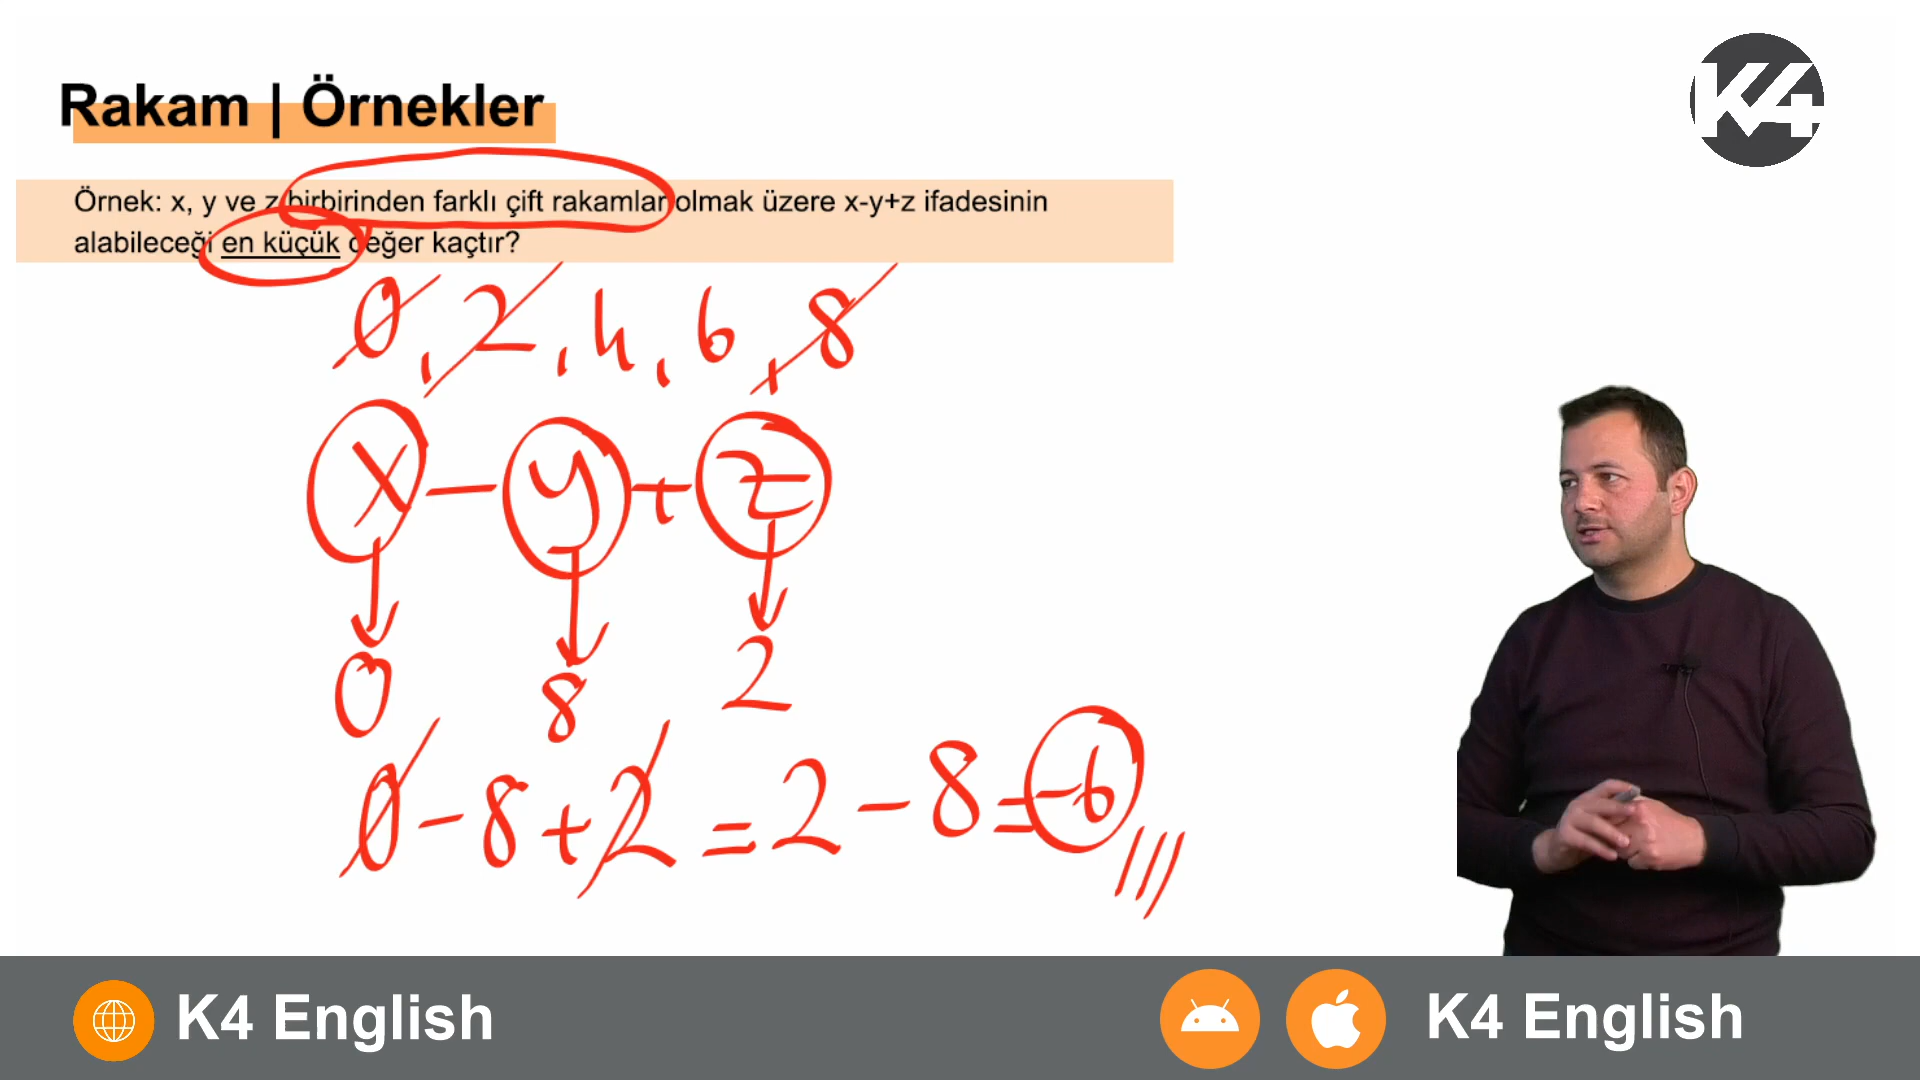 K4
Rakam | Örnekler
Örnek: x, y ve z birbirinden farklı çift rakamlar olmak üzere x-y+z ifadesinin
alabileceği en küçük değer kaçtır?
0, 2, 4, 6, 8
x - y + z
0 8 2
0 - 8 + 2 = 2 - 8 = -6
K4 English
K4 English